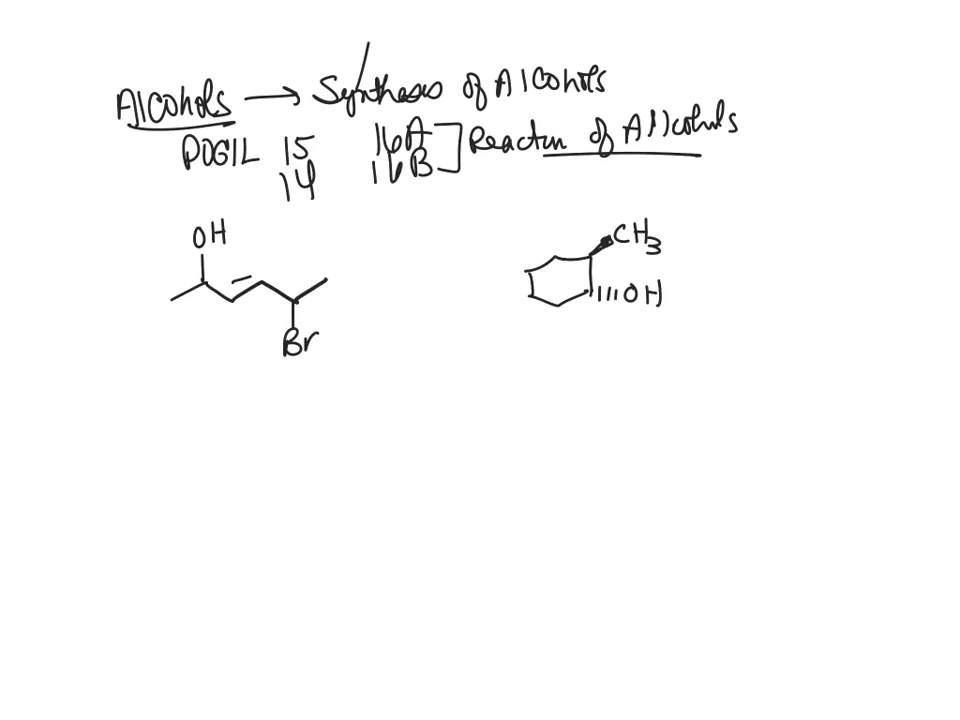 Alcohols → Synthesis of Alcohols
POGIL 15 16A Reaction of Alcohols
14 16B
OH
CH3
OH
Br